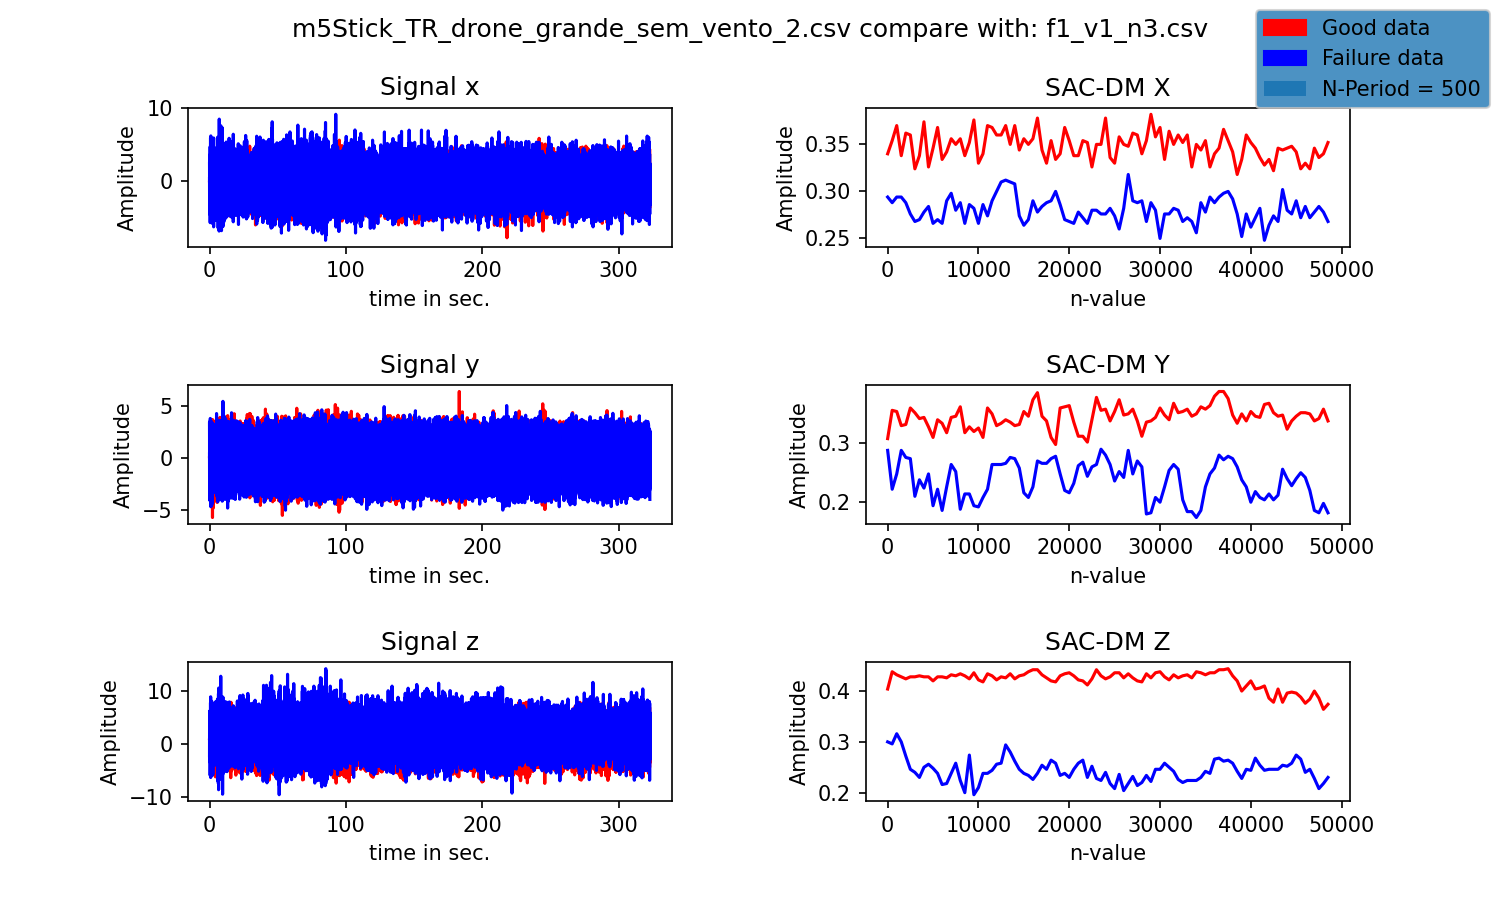 m5Stick_TR_drone_grande_sem_vento_2.csv compare with: f1_v1_n3.csv
Good data
Failure data
N-Period = 500
Signal x
Amplitude
10
0
0 100 200 300
time in sec.
SAC-DM X
Amplitude
0.35
0.30
0.25
0 10000 20000 30000 40000 50000
n-value
Signal y
Amplitude
5
0
−5
0 100 200 300
time in sec.
SAC-DM Y
Amplitude
0.3
0.2
0 10000 20000 30000 40000 50000
n-value
Signal z
Amplitude
10
0
−10
0 100 200 300
time in sec.
SAC-DM Z
Amplitude
0.4
0.3
0.2
0 10000 20000 30000 40000 50000
n-value